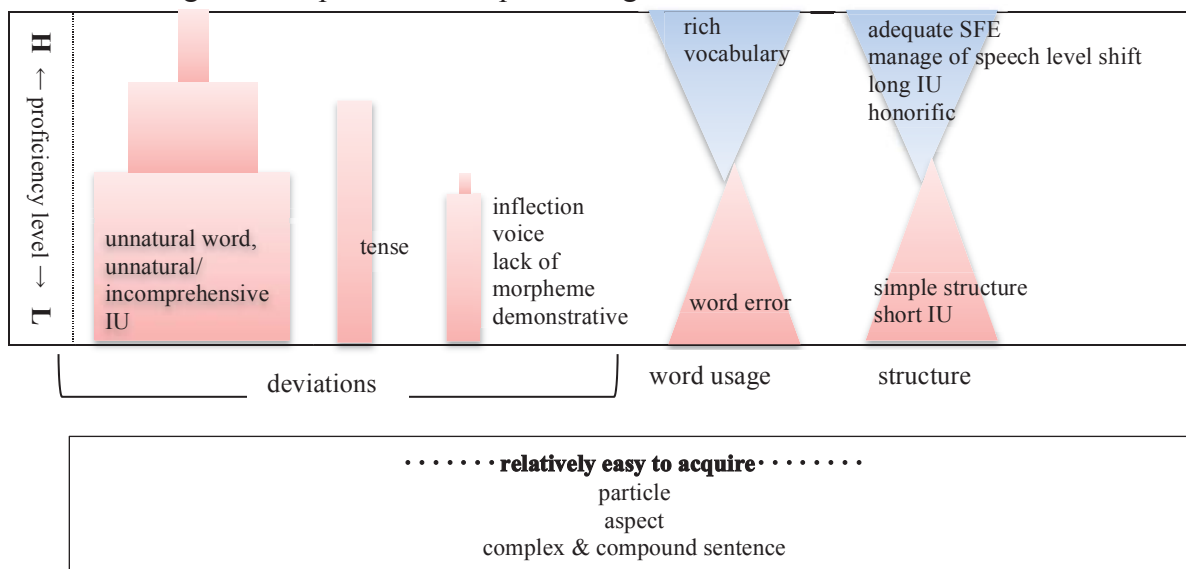 H ← proficiency level → L
unnatural word,
unnatural/
incomprehensive
IU
tense
inflection
voice
lack of
morpheme
demonstrative
rich
vocabulary
word error
adequate SFE
manage of speech level shift
long IU
honorific
simple structure
short IU
deviations
word usage
structure
·······relatively easy to acquire········
particle
aspect
complex & compound sentence